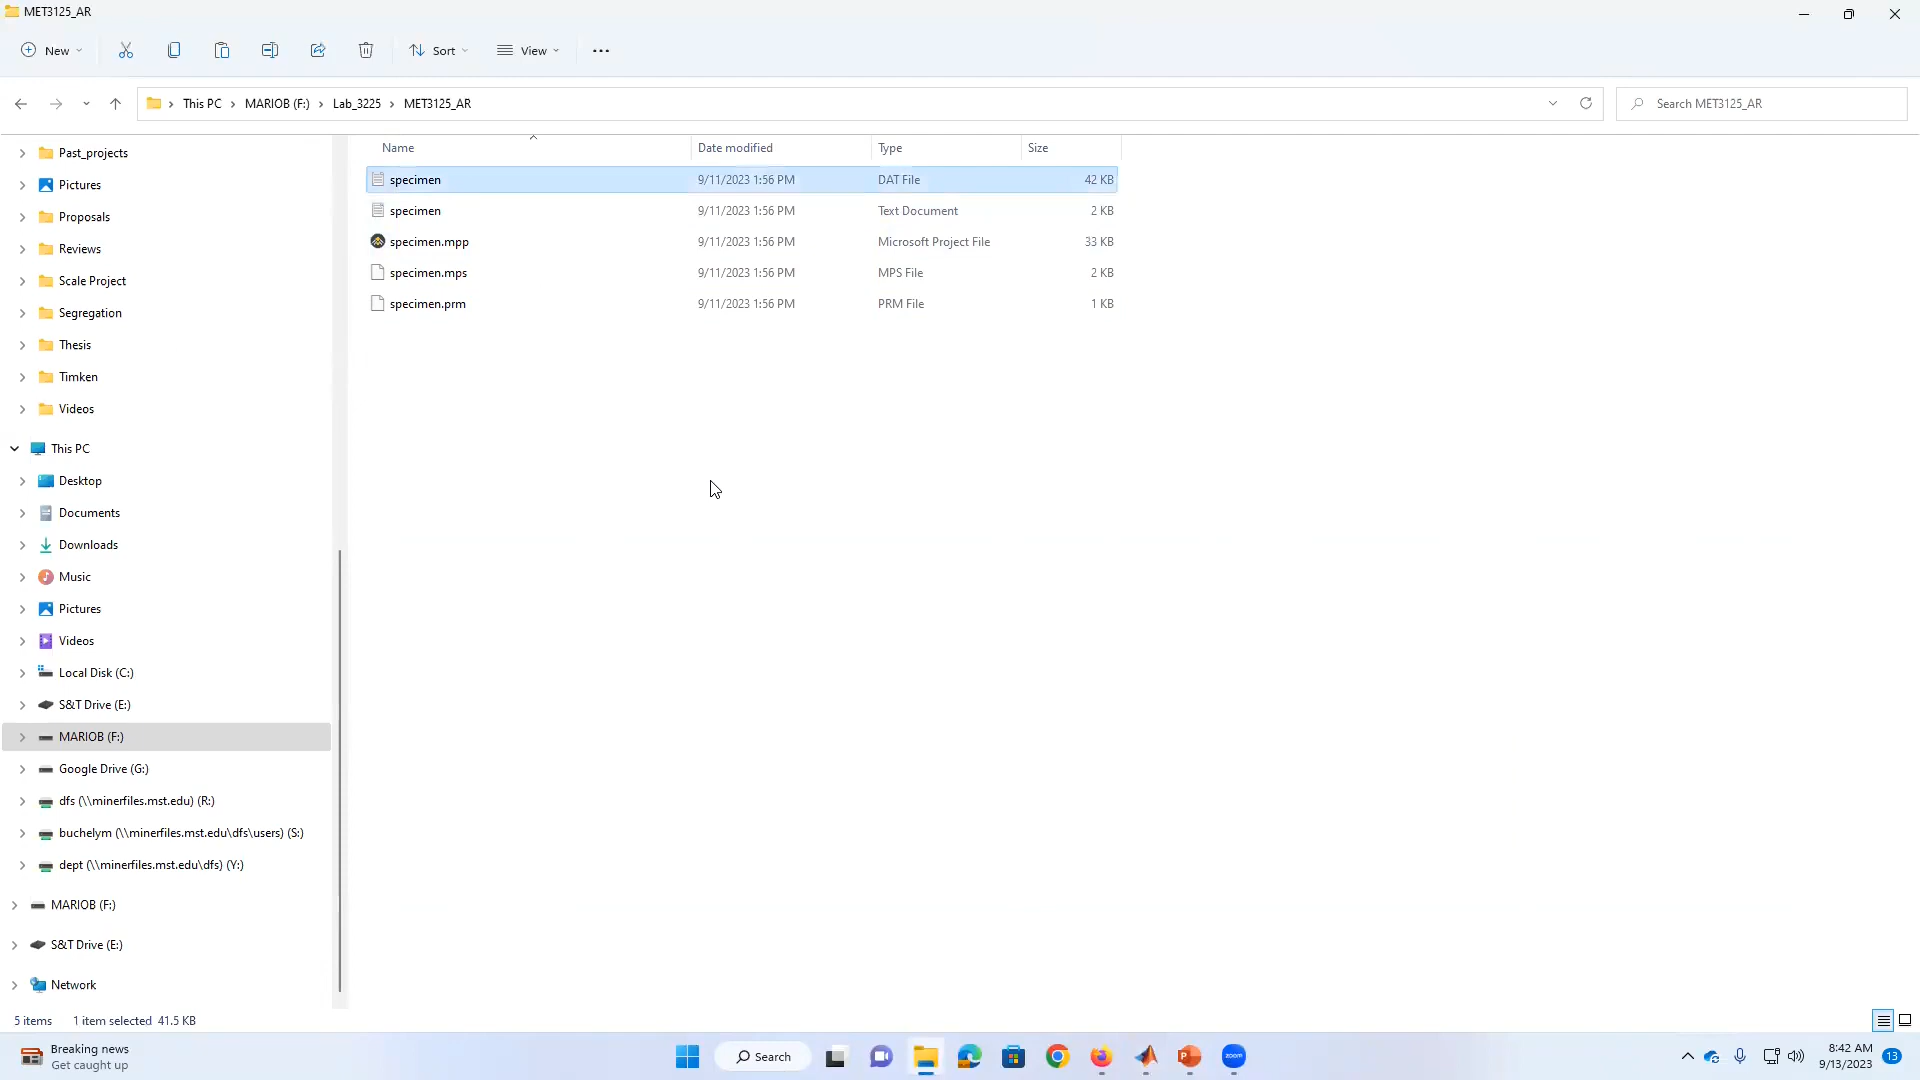 MET3125_AR
New
Sort
View
This PC
MARIOB (F:)
Lab_3225
MET3125_AR
Search MET3125_AR
Past_projects
Pictures
Proposals
Reviews
Scale Project
Segregation
Thesis
Timken
Videos
This PC
Desktop
Documents
Downloads
Music
Pictures
Videos
Local Disk (C:)
S&T Drive (E:)
MARIOB (F:)
Google Drive (G:)
dfs (\\minerfiles.mst.edu) (R:)
buchelym (\\minerfiles.mst.edu\dfs\users) (S:)
dept (\\minerfiles.mst.edu\dfs) (Y:)
MARIOB (F:)
S&T Drive (E:)
Network
Name Date modified Type Size
specimen 9/11/2023 1:56 PM DAT File 42 KB
specimen 9/11/2023 1:56 PM Text Document 2 KB
specimen.mpp 9/11/2023 1:56 PM Microsoft Project File 33 KB
specimen.mps 9/11/2023 1:56 PM MPS File 2 KB
specimen.prm 9/11/2023 1:56 PM PRM File 1 KB
5 items 1 item selected 41.5 KB
Breaking news
Get caught up
Search
zoom
8:42 AM
9/13/2023
13